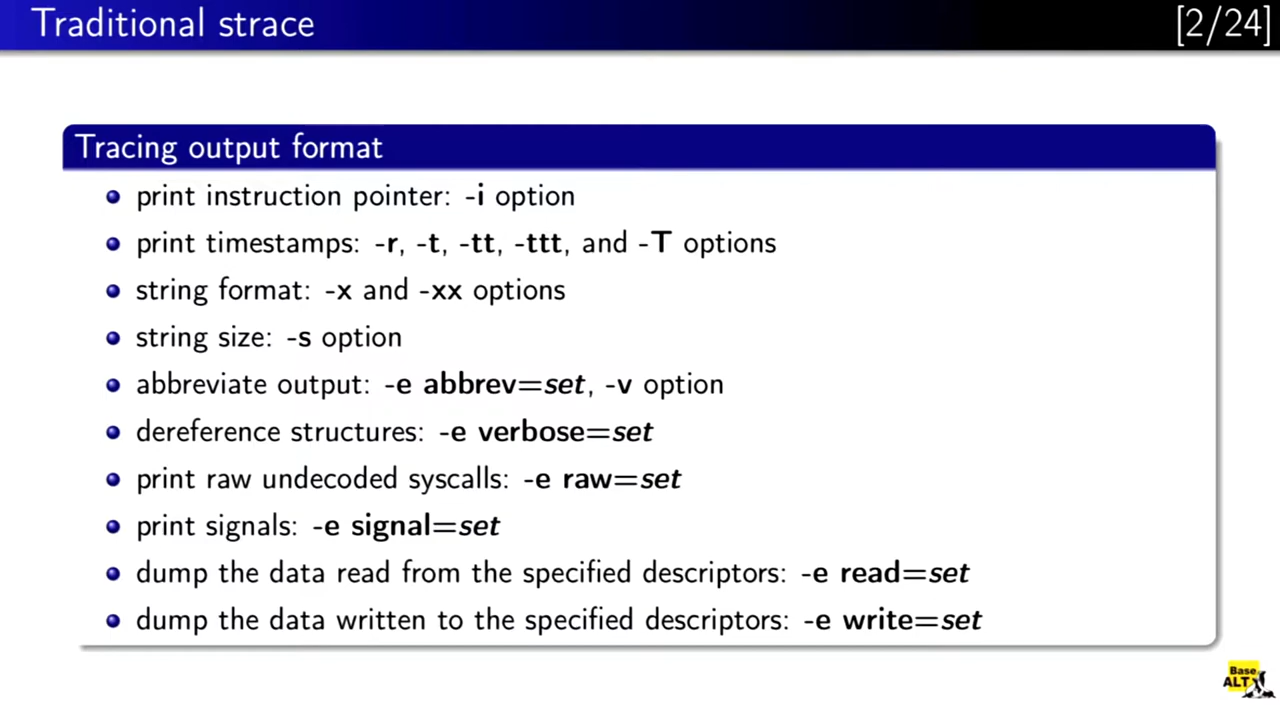 Traditional strace
[2/24]
Tracing output format
print instruction pointer: -i option
print timestamps: -r, -t, -tt, -ttt, and -T options
string format: -x and -xx options
string size: -s option
abbreviate output: -e abbrev=set, -v option
dereference structures: -e verbose=set
print raw undecoded syscalls: -e raw=set
print signals: -e signal=set
dump the data read from the specified descriptors: -e read=set
dump the data written to the specified descriptors: -e write=set
Base
ALT